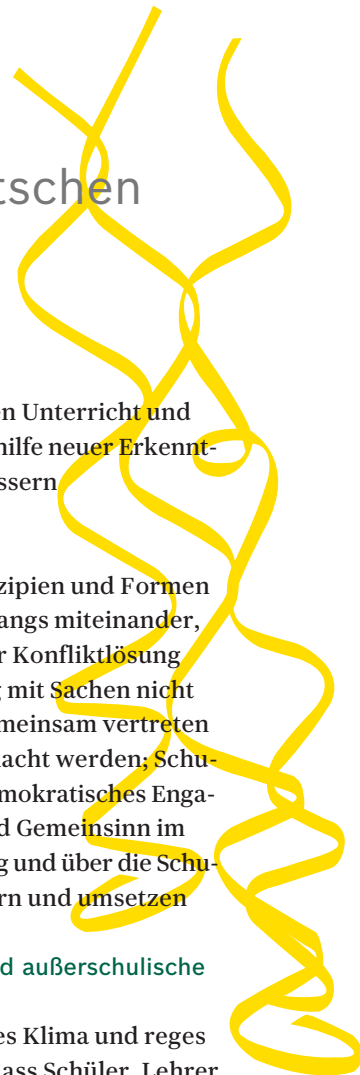 tschen
en Unterricht und
hilfe neuer Erkennt-
ssern
zipien und Formen
angs miteinander,
r Konfliktlösung
g mit Sachen nicht
meinsam vertreten
nacht werden; Schu-
mokratisches Enga-
d Gemeinsinn im
g und über die Schu-
rn und umsetzen
d außerschulische
es Klima und reges
ass Schüler, Lehrer